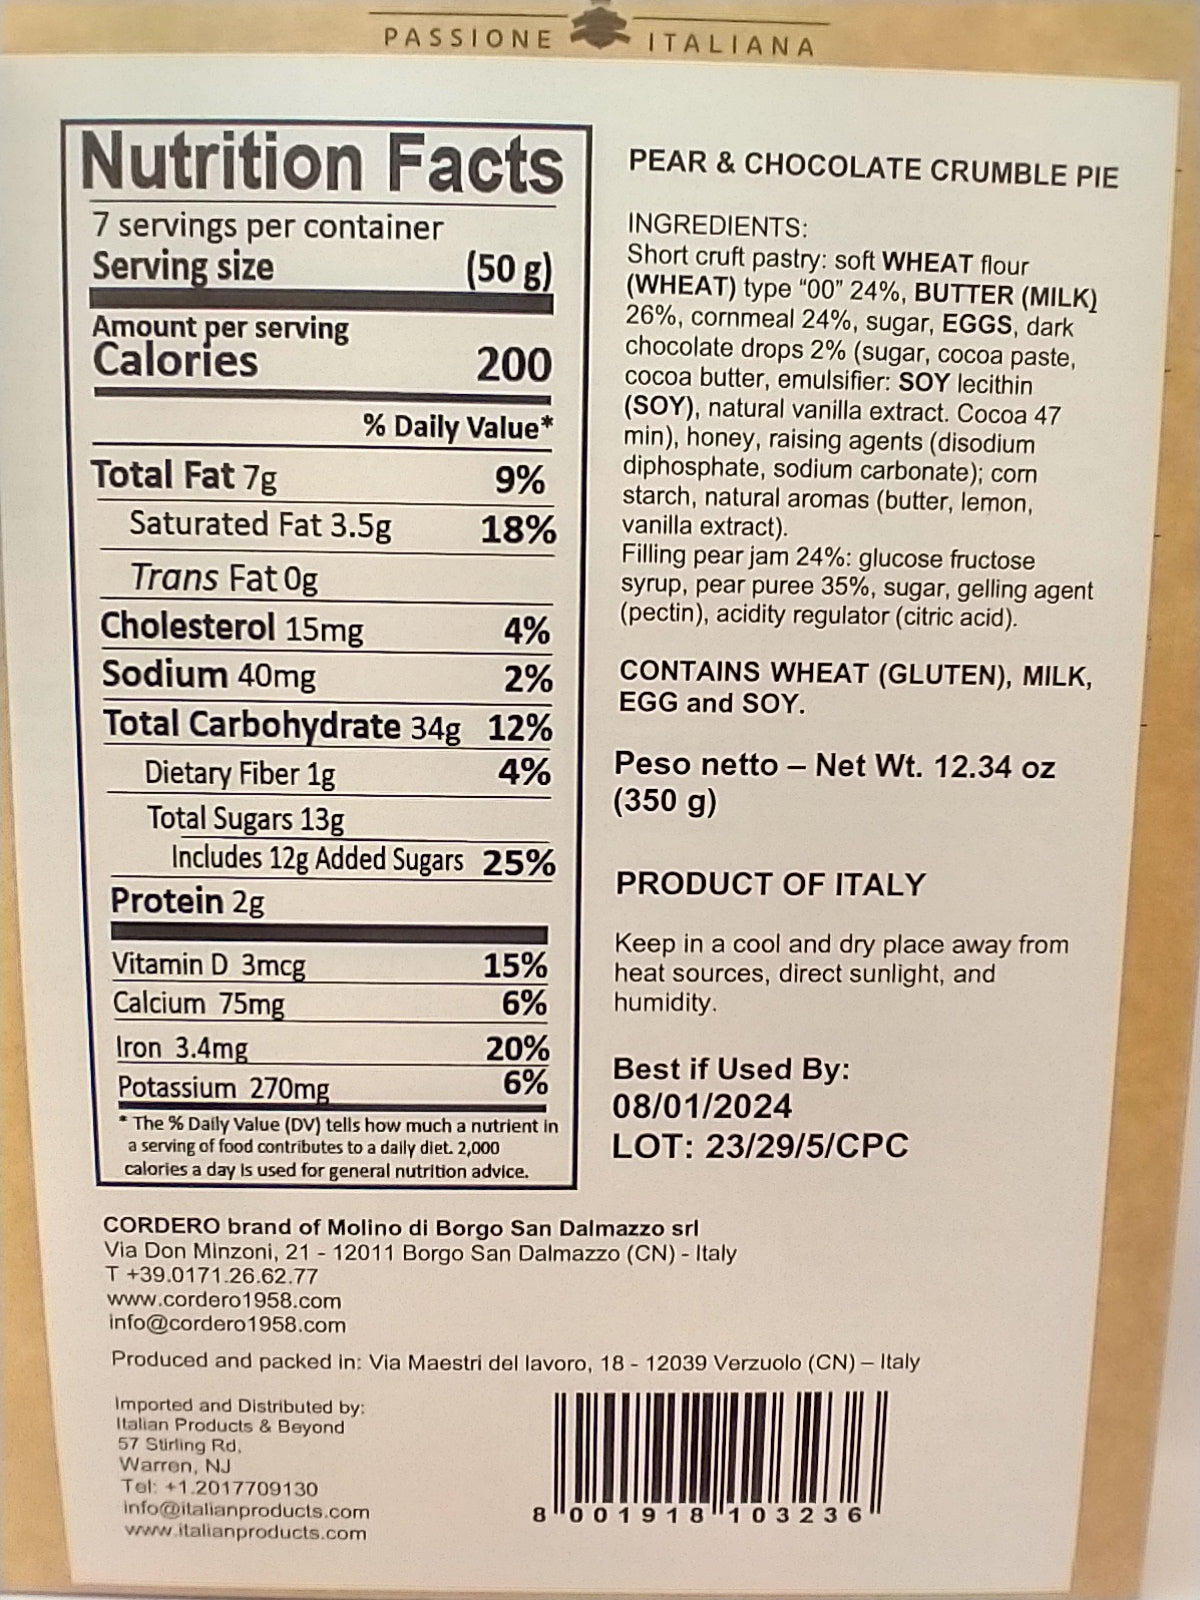 PASSIONE ITALIANA
Nutrition Facts
7 servings per container
Serving size (50 g)
Amount per serving
Calories 200
% Daily Value*
Total Fat 7g 9%
Saturated Fat 3.5g 18%
Trans Fat 0g
Cholesterol 15mg 4%
Sodium 40mg 2%
Total Carbohydrate 34g 12%
Dietary Fiber 1g 4%
Total Sugars 13g
Includes 12g Added Sugars 25%
Protein 2g
Vitamin D 3mcg 15%
Calcium 75mg 6%
Iron 3.4mg 20%
Potassium 270mg 6%
* The % Daily Value (DV) tells how much a nutrient in
a serving of food contributes to a daily diet. 2,000
calories a day is used for general nutrition advice.
PEAR & CHOCOLATE CRUMBLE PIE
INGREDIENTS:
Short cruft pastry: soft WHEAT flour
(WHEAT) type “00” 24%, BUTTER (MILK)
26%, cornmeal 24%, sugar, EGGS, dark
chocolate drops 2% (sugar, cocoa paste,
cocoa butter, emulsifier: SOY lecithin
(SOY), natural vanilla extract. Cocoa 47
min), honey, raising agents (disodium
diphosphate, sodium carbonate); corn
starch, natural aromas (butter, lemon,
vanilla extract).
Filling pear jam 24%: glucose fructose
syrup, pear puree 35%, sugar, gelling agent
(pectin), acidity regulator (citric acid).
CONTAINS WHEAT (GLUTEN), MILK,
EGG and SOY.
Peso netto – Net Wt. 12.34 oz
(350 g)
PRODUCT OF ITALY
Keep in a cool and dry place away from
heat sources, direct sunlight, and
humidity.
Best if Used By:
08/01/2024
LOT: 23/29/5/CPC
CORDERO brand of Molino di Borgo San Dalmazzo srl
Via Don Minzoni, 21 - 12011 Borgo San Dalmazzo (CN) - Italy
T +39.0171.26.62.77
www.cordero1958.com
info@cordero1958.com
Produced and packed in: Via Maestri del lavoro, 18 - 12039 Verzuolo (CN) – Italy
Imported and Distributed by:
Italian Products & Beyond
57 Stirling Rd,
Warren, NJ
Tel: +1.2017709130
info@italianproducts.com
www.italianproducts.com
8 001918 103236